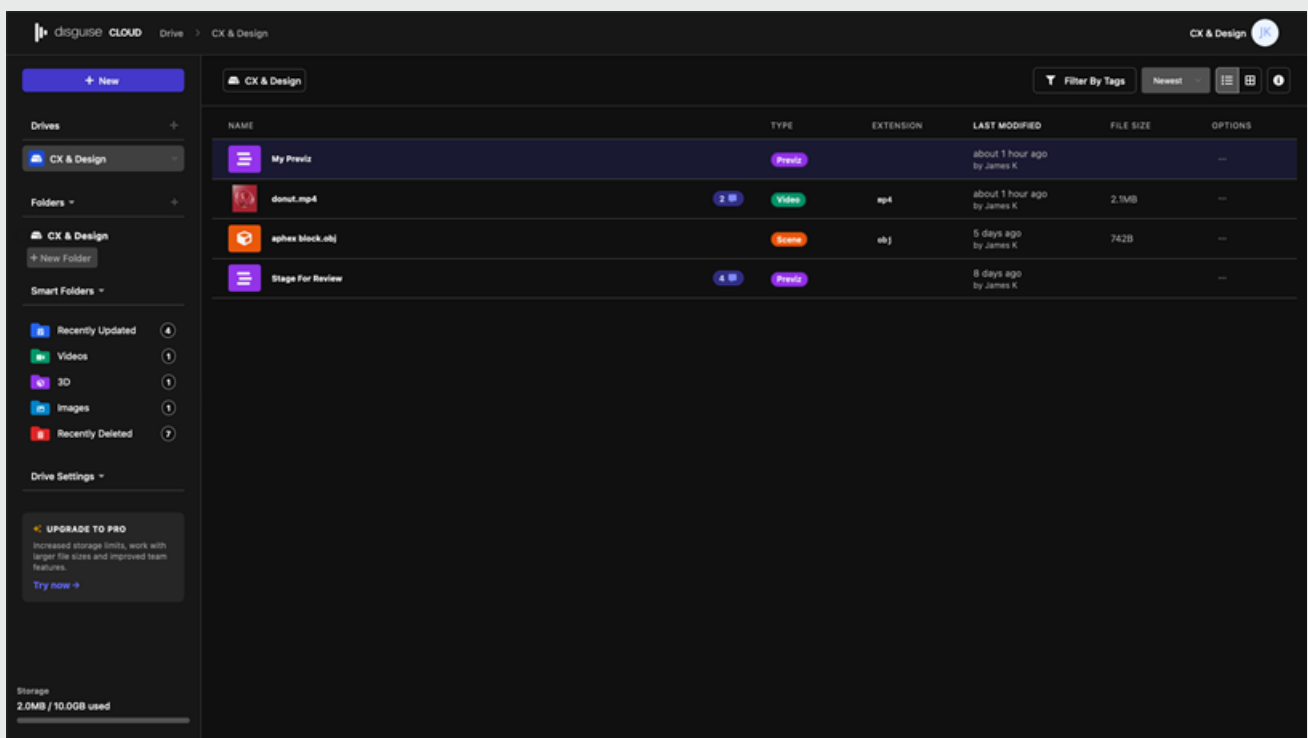 disguise CLOUD Drive > CX & Design
CX & Design JK
+ New
CX & Design
Filter By Tags
Newest
Drives +
CX & Design
Folders +
CX & Design
+ New Folder
Smart Folders
Recently Updated 4
Videos 1
3D 1
Images 1
Recently Deleted 7
Drive Settings
UPGRADE TO PRO
Increased storage limits, work with
larger file sizes and improved team
features.
Try now →
Storage
2.0MB / 10.0GB used
NAME TYPE EXTENSION LAST MODIFIED FILE SIZE OPTIONS
My Previz Previz about 1 hour ago
by James K
donut.mp4 2 Video mp4 about 1 hour ago 2.1MB
by James K
aphex block.obj Scene obj 5 days ago 742B
by James K
Stage For Review 4 Previz 8 days ago
by James K